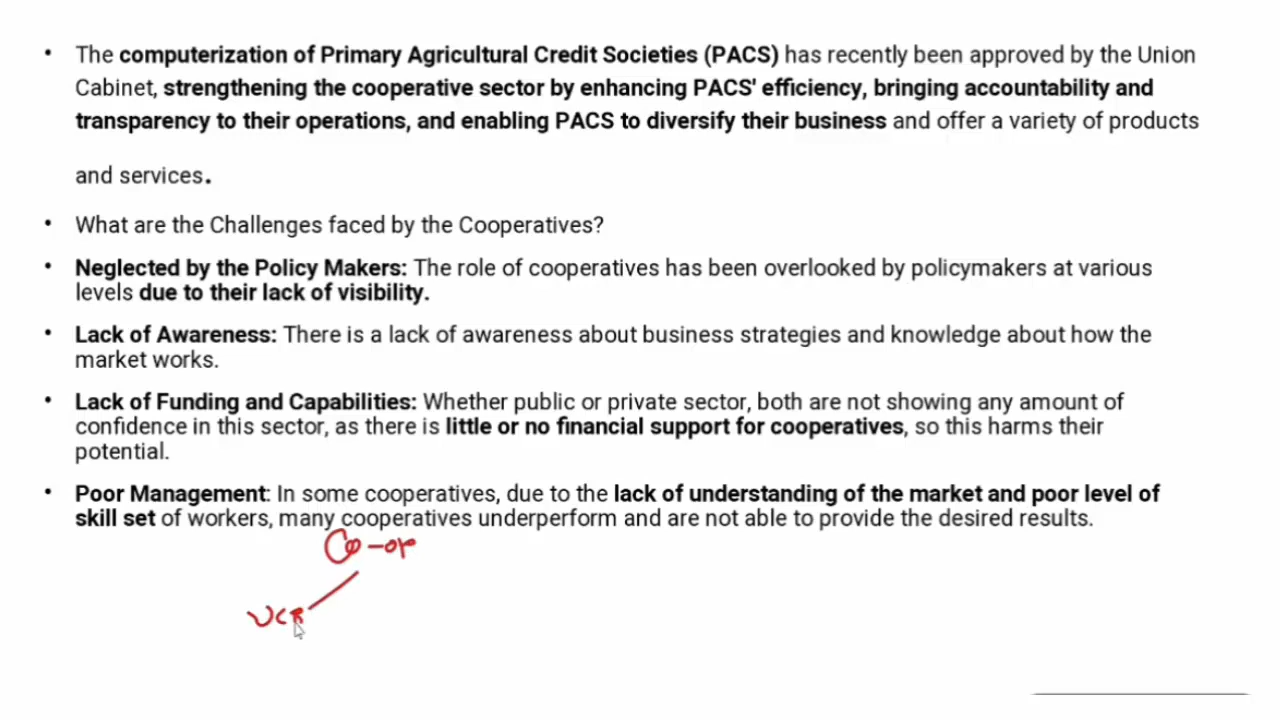 • The computerization of Primary Agricultural Credit Societies (PACS) has recently been approved by the Union
Cabinet, strengthening the cooperative sector by enhancing PACS' efficiency, bringing accountability and
transparency to their operations, and enabling PACS to diversify their business and offer a variety of products
and services.
• What are the Challenges faced by the Cooperatives?
• Neglected by the Policy Makers: The role of cooperatives has been overlooked by policymakers at various
levels due to their lack of visibility.
• Lack of Awareness: There is a lack of awareness about business strategies and knowledge about how the
market works.
• Lack of Funding and Capabilities: Whether public or private sector, both are not showing any amount of
confidence in this sector, as there is little or no financial support for cooperatives, so this harms their
potential.
• Poor Management: In some cooperatives, due to the lack of understanding of the market and poor level of
skill set of workers, many cooperatives underperform and are not able to provide the desired results.
Co-op